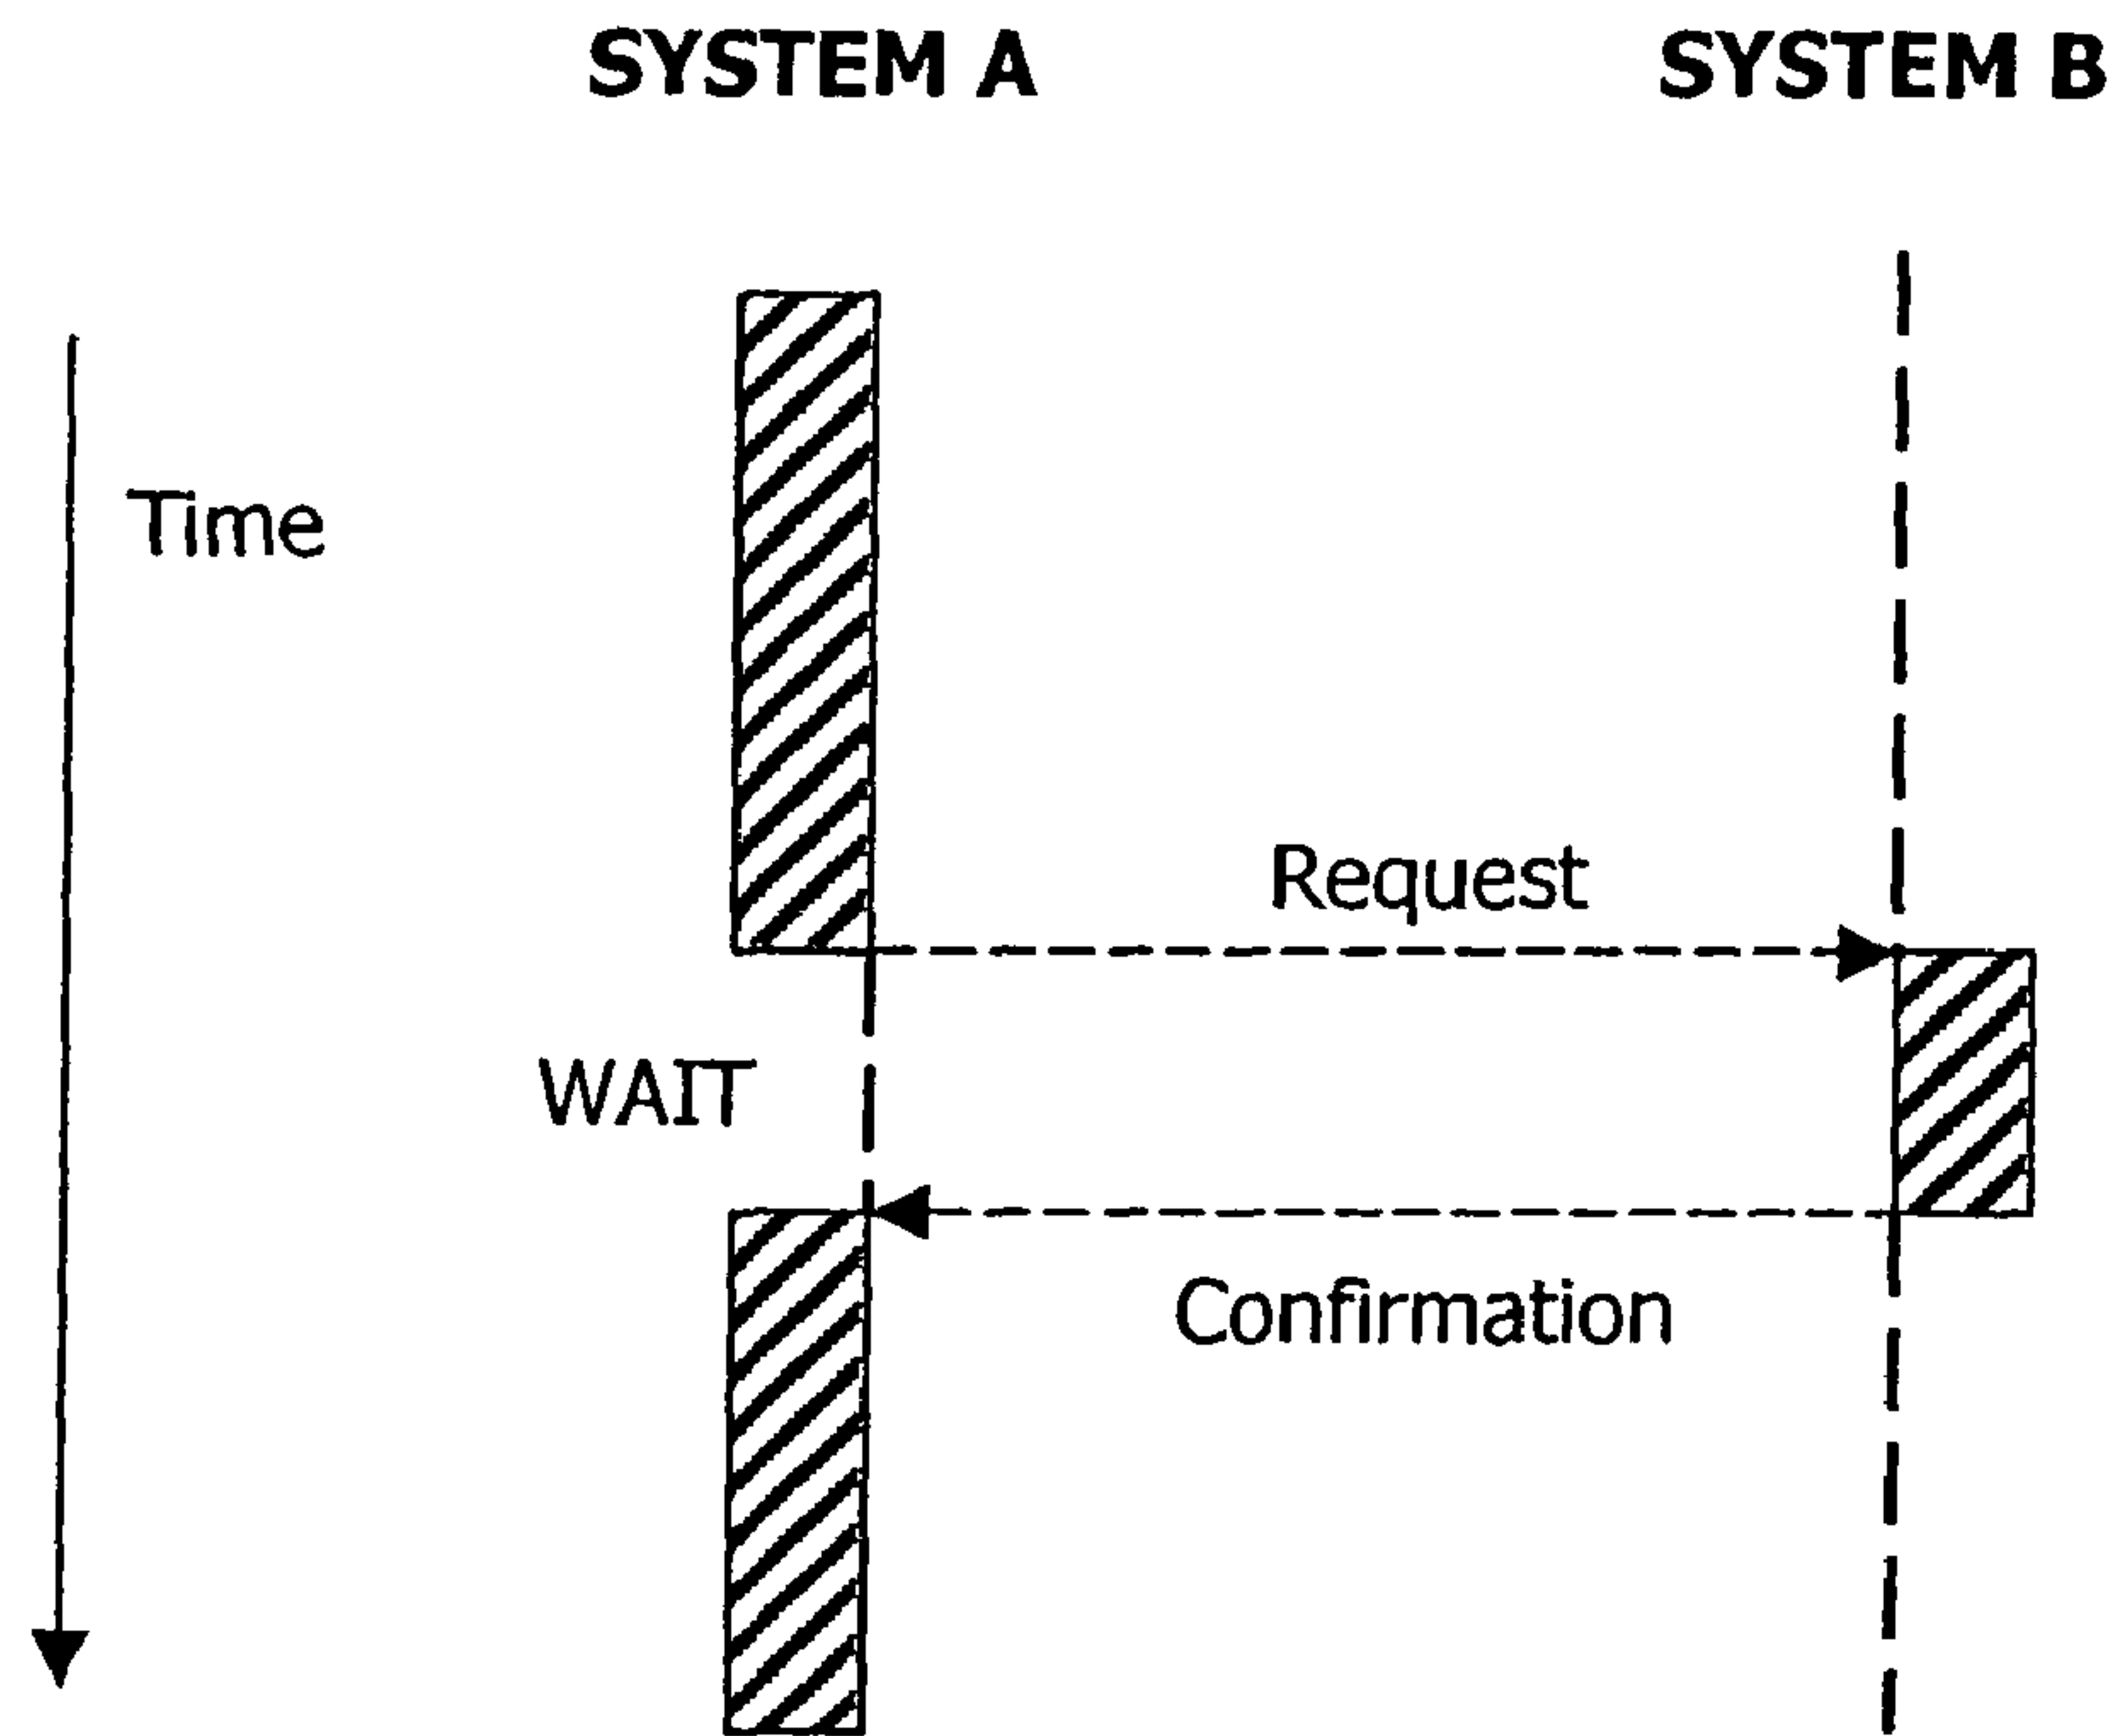 SYSTEM A
SYSTEM B
Time
Request
WAIT
Confirmation